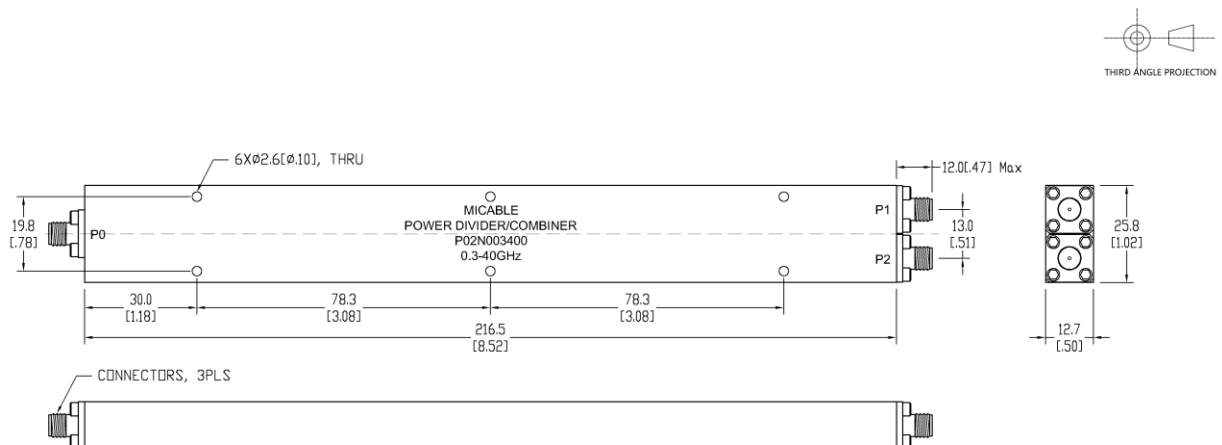 THIRD ANGLE PROJECTION
6XØ2.6[Ø.10], THRU
12.0[.47] Max
MICABLE
POWER DIVIDER/COMBINER
P02N003400
0.3-40GHz
P0
P1
P2
19.8
[.78]
13.0
[.51]
25.8
[1.02]
30.0
[1.18]
78.3
[3.08]
78.3
[3.08]
216.5
[8.52]
12.7
[.50]
CONNECTORS, 3PLS